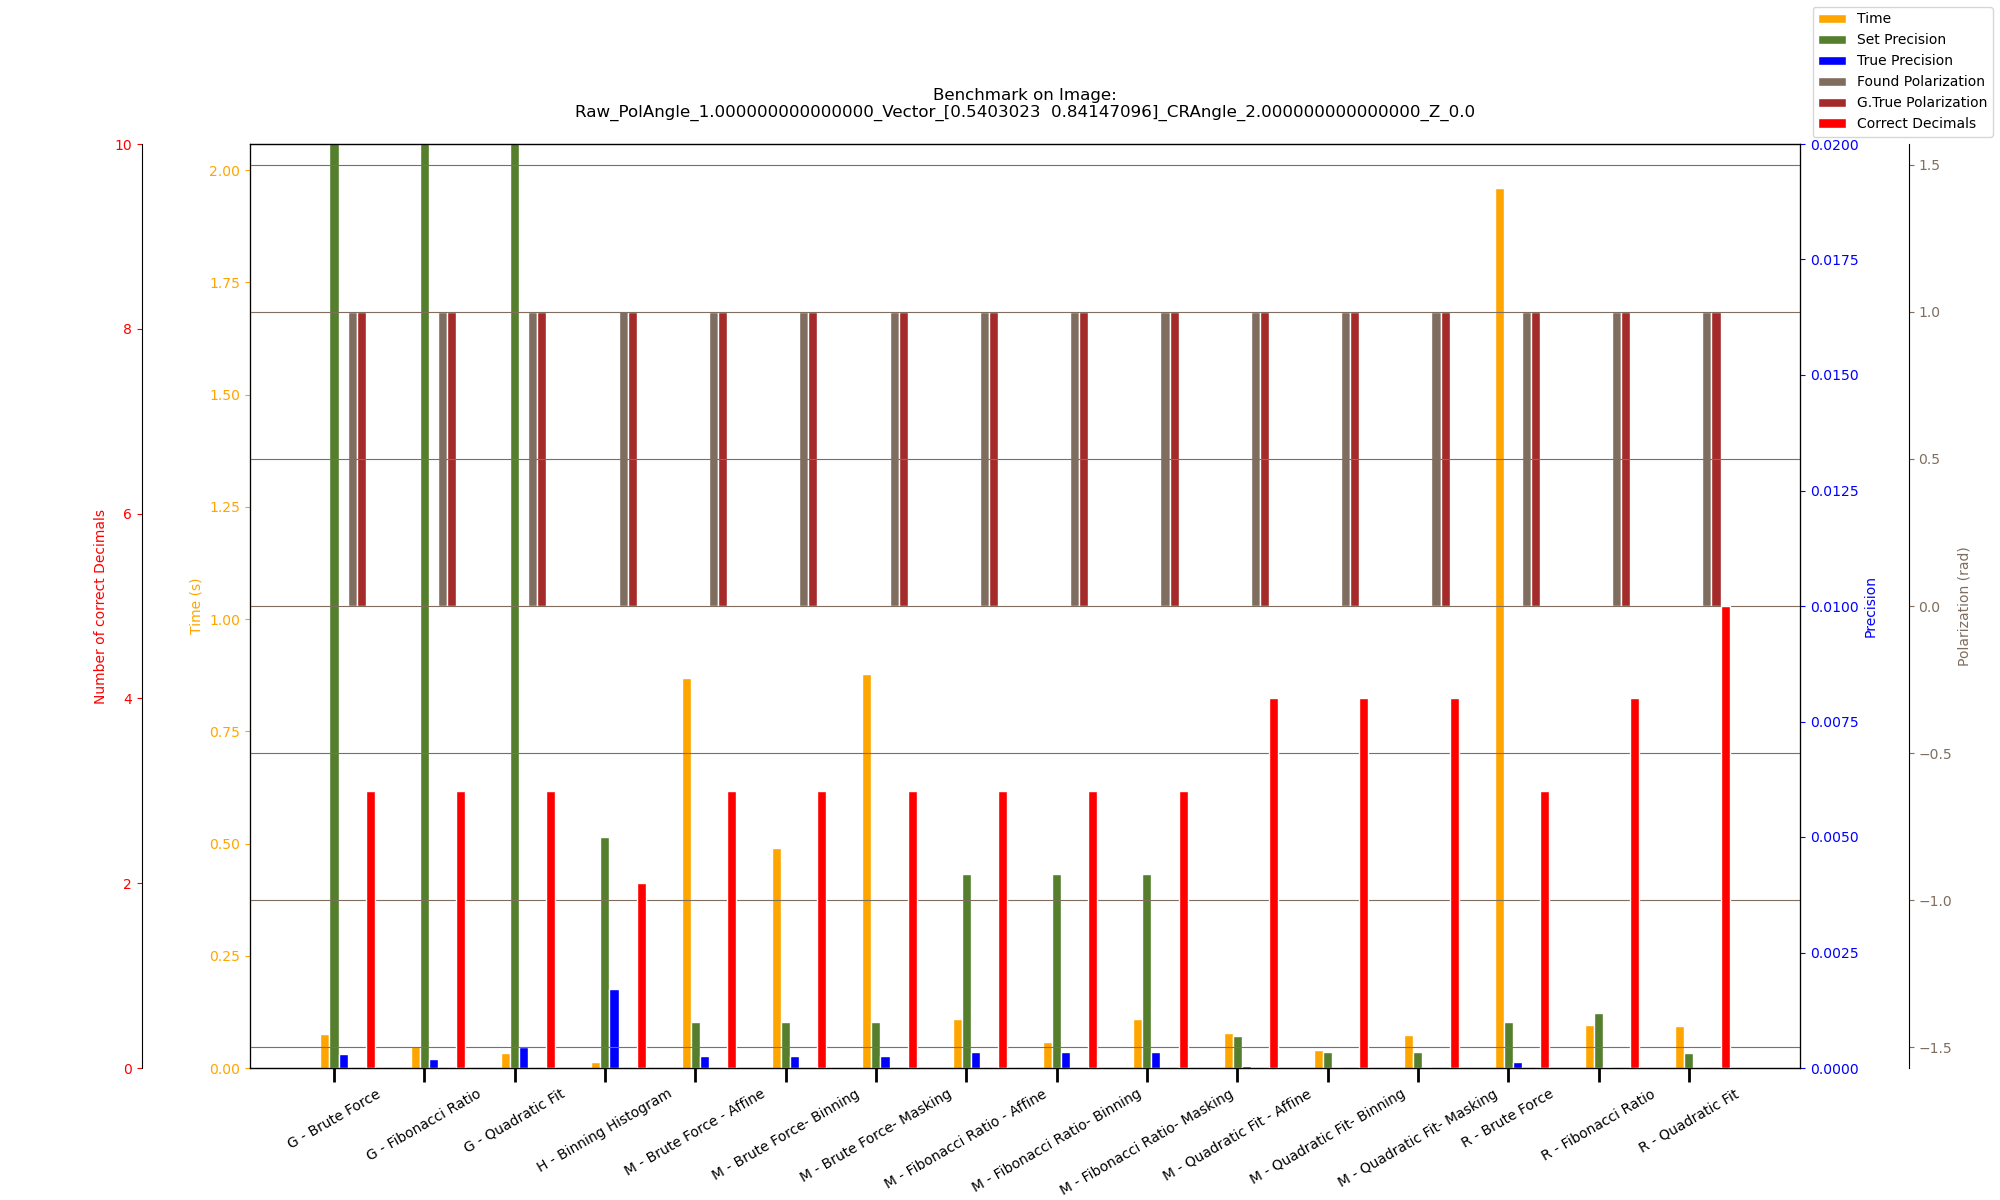 Time
Set Precision
True Precision
Found Polarization
G.True Polarization
Correct Decimals
Benchmark on Image:
Raw_PolAngle_1.000000000000000_Vector_[0.5403023  0.84147096]_CRAngle_2.000000000000000_Z_0.0
Number of correct Decimals
10
8
6
4
2
0
Time (s)
2.00
1.75
1.50
1.25
1.00
0.75
0.50
0.25
0.00
0.0200
0.0175
0.0150
0.0125
0.0100
0.0075
0.0050
0.0025
0.0000
Precision
1.5
1.0
0.5
0.0
−0.5
−1.0
−1.5
Polarization (rad)
G - Brute Force
G - Fibonacci Ratio
G - Quadratic Fit
H - Binning Histogram
M - Brute Force - Affine
M - Brute Force- Binning
M - Brute Force- Masking
M - Fibonacci Ratio - Affine
M - Fibonacci Ratio- Binning
M - Fibonacci Ratio- Masking
M - Quadratic Fit - Affine
M - Quadratic Fit- Binning
M - Quadratic Fit- Masking
R - Brute Force
R - Fibonacci Ratio
R - Quadratic Fit